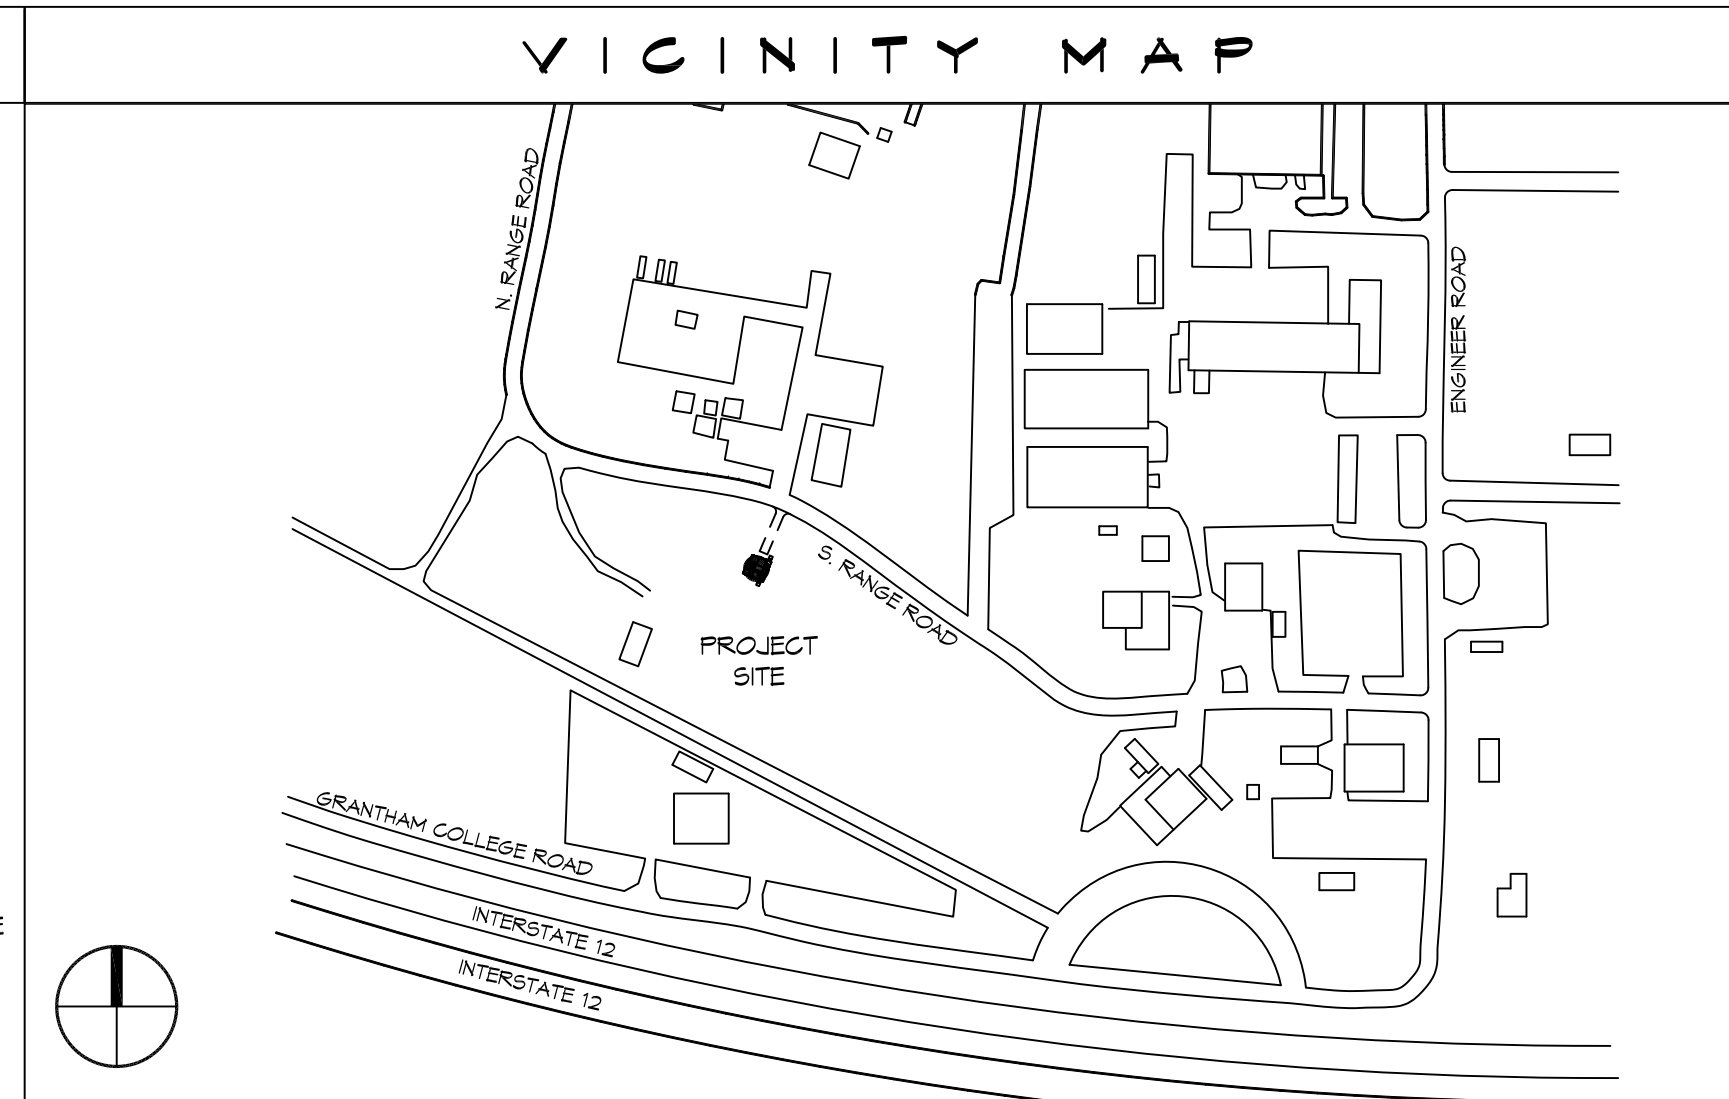 VICINITY MAP
N. RANGE ROAD
ENGINEER ROAD
S. RANGE ROAD
PROJECT
SITE
GRANTHAM COLLEGE ROAD
INTERSTATE 12
INTERSTATE 12